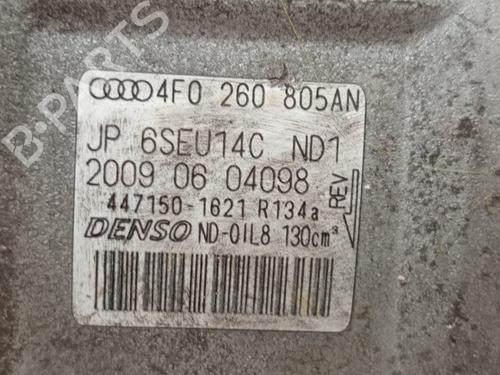 B-PARTS
4F0 260 805AN
JP 6SEU14C ND1
2009 06 04098
REV
447150-1621 R134a
DENSO ND-OIL8 130cm³